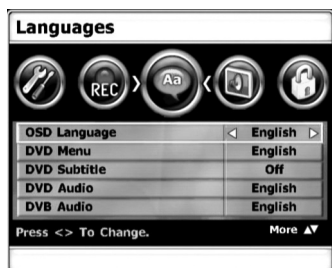 Languages
REC
Aa
OSD Language English
DVD Menu English
DVD Subtitle Off
DVD Audio English
DVB Audio English
Press <> To Change. More ▲▼